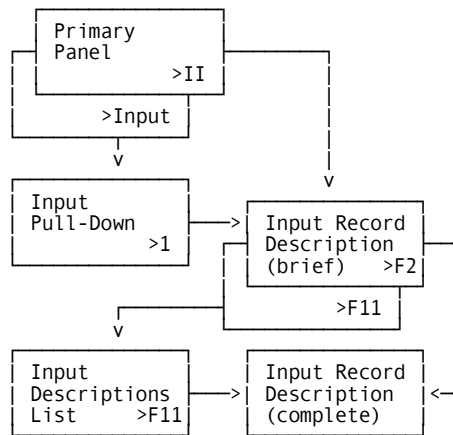 Primary
Panel
>II
>Input
Input
Pull-Down
>1
Input Record
Description
(brief) >F2
>F11
Input
Descriptions
List >F11
Input Record
Description
(complete)